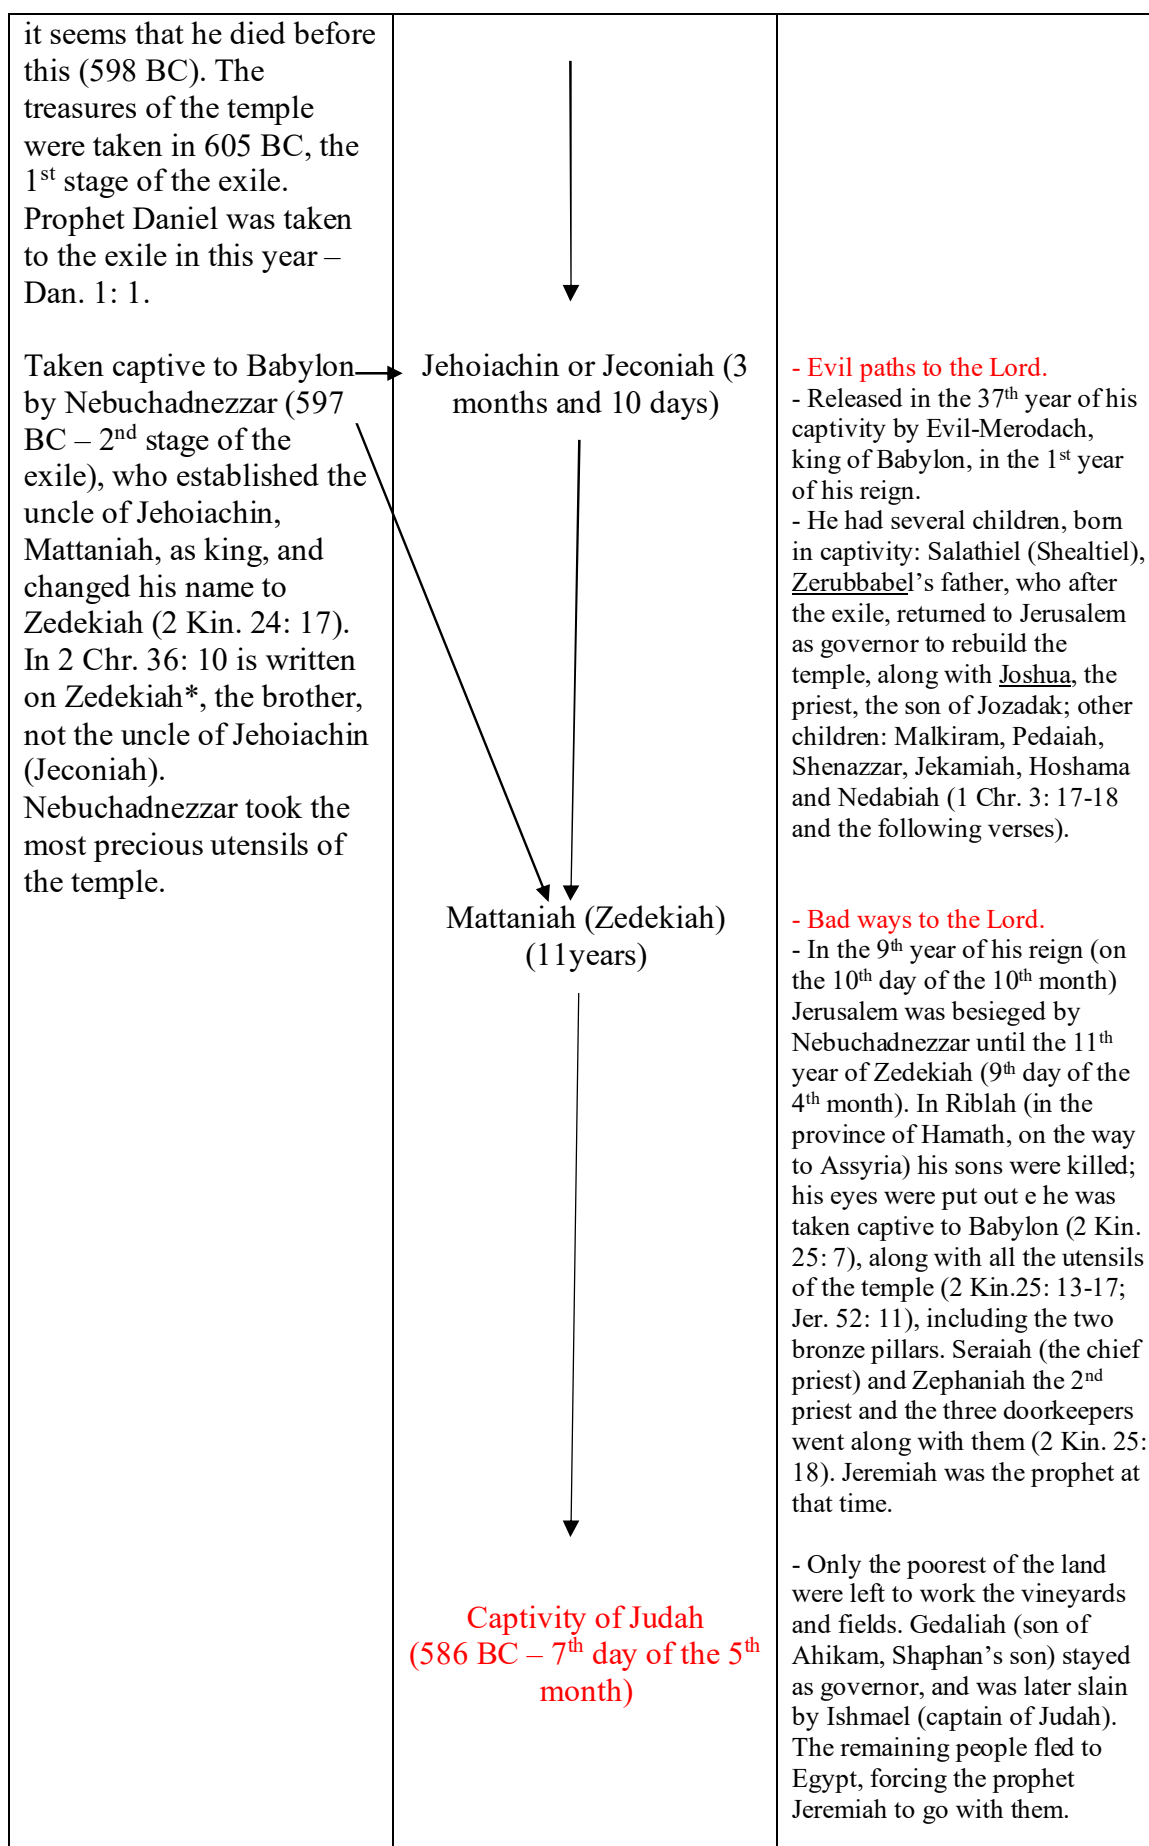 it seems that he died before
this (598 BC). The
treasures of the temple
were taken in 605 BC, the
1st stage of the exile.
Prophet Daniel was taken
to the exile in this year –
Dan. 1: 1.
Taken captive to Babylon
by Nebuchadnezzar (597
BC – 2nd stage of the
exile), who established the
uncle of Jehoiachin,
Mattaniah, as king, and
changed his name to
Zedekiah (2 Kin. 24: 17).
In 2 Chr. 36: 10 is written
on Zedekiah*, the brother,
not the uncle of Jehoiachin
(Jeconiah).
Nebuchadnezzar took the
most precious utensils of
the temple.
Jehoiachin or Jeconiah (3
months and 10 days)
Mattaniah (Zedekiah)
(11years)
Captivity of Judah
(586 BC – 7th day of the 5th
month)
- Evil paths to the Lord.
- Released in the 37th year of his
captivity by Evil-Merodach,
king of Babylon, in the 1st year
of his reign.
- He had several children, born
in captivity: Salathiel (Shealtiel),
Zerubbabel’s father, who after
the exile, returned to Jerusalem
as governor to rebuild the
temple, along with Joshua, the
priest, the son of Jozadak; other
children: Malkiram, Pedaiah,
Shenazzar, Jekamiah, Hoshama
and Nedabiah (1 Chr. 3: 17-18
and the following verses).
- Bad ways to the Lord.
- In the 9th year of his reign (on
the 10th day of the 10th month)
Jerusalem was besieged by
Nebuchadnezzar until the 11th
year of Zedekiah (9th day of the
4th month). In Riblah (in the
province of Hamath, on the way
to Assyria) his sons were killed;
his eyes were put out e he was
taken captive to Babylon (2 Kin.
25: 7), along with all the utensils
of the temple (2 Kin.25: 13-17;
Jer. 52: 11), including the two
bronze pillars. Seraiah (the chief
priest) and Zephaniah the 2nd
priest and the three doorkeepers
went along with them (2 Kin. 25:
18). Jeremiah was the prophet at
that time.
- Only the poorest of the land
were left to work the vineyards
and fields. Gedaliah (son of
Ahikam, Shaphan’s son) stayed
as governor, and was later slain
by Ishmael (captain of Judah).
The remaining people fled to
Egypt, forcing the prophet
Jeremiah to go with them.